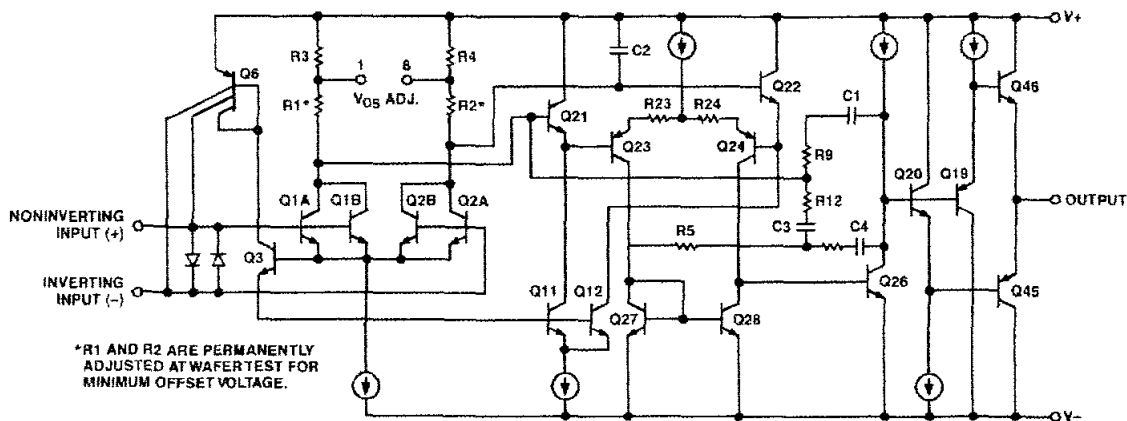 V+
R3
R4
C2
Q6
1
8
VOS ADJ.
R1*
R2*
Q22
Q46
C1
R23
R24
Q21
Q23
Q24
R9
Q20
Q19
R12
OUTPUT
Q1A
Q1B
Q2B
Q2A
NONINVERTING
INPUT (+)
C3
C4
R5
Q3
INVERTING
INPUT (–)
Q26
Q45
Q11
Q12
Q27
Q28
*R1 AND R2 ARE PERMANENTLY
ADJUSTED AT WAFER TEST FOR
MINIMUM OFFSET VOLTAGE.
V–